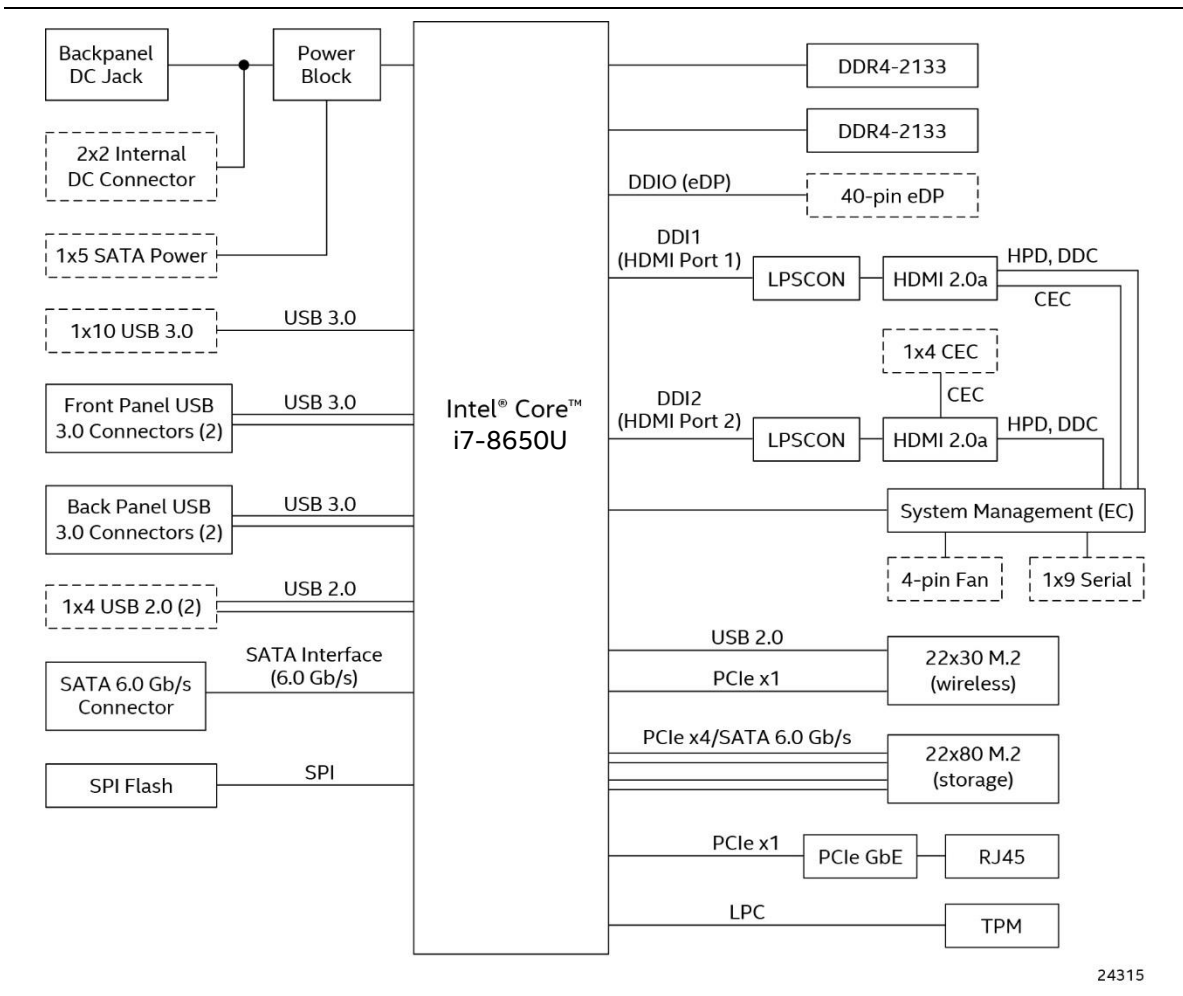 Backpanel
DC Jack
Power
Block
2x2 Internal
DC Connector
1x5 SATA Power
1x10 USB 3.0
USB 3.0
Front Panel USB
3.0 Connectors (2)
USB 3.0
Back Panel USB
3.0 Connectors (2)
USB 3.0
1x4 USB 2.0 (2)
USB 2.0
SATA 6.0 Gb/s
Connector
SATA Interface
(6.0 Gb/s)
SPI Flash
SPI
Intel® Core™
i7-8650U
DDR4-2133
DDR4-2133
DDIO (eDP)
40-pin eDP
DDI1
(HDMI Port 1)
LPSCON
HDMI 2.0a
HPD, DDC
CEC
1x4 CEC
CEC
DDI2
(HDMI Port 2)
LPSCON
HDMI 2.0a
HPD, DDC
System Management (EC)
4-pin Fan
1x9 Serial
USB 2.0
PCIe x1
22x30 M.2
(wireless)
PCIe x4/SATA 6.0 Gb/s
22x80 M.2
(storage)
PCIe x1
PCIe GbE
RJ45
LPC
TPM
24315